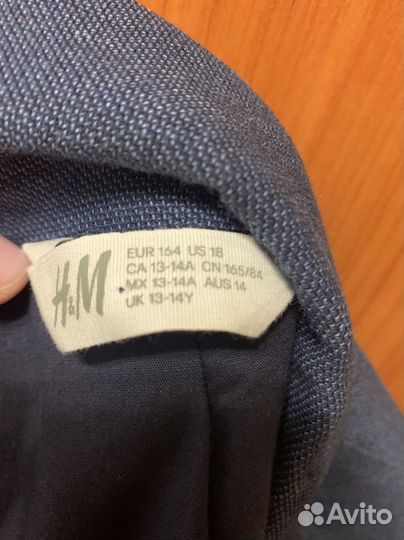 H&M
EUR 164 US 18
CA 13-14A CN 165/84
MX 13-14A AUS 14
UK 13-14Y
Avito